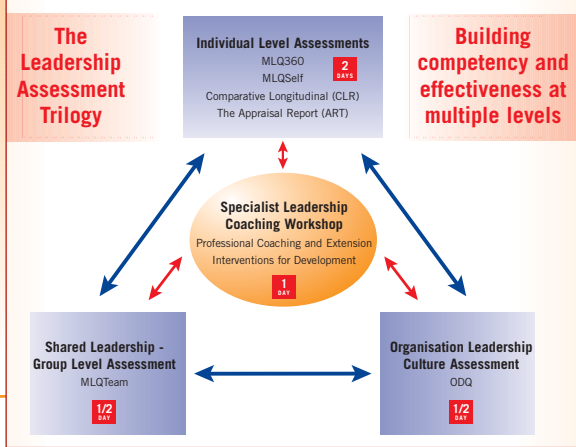 The
Leadership
Assessment
Trilogy
Individual Level Assessments
MLQ360
MLQSelf
2
DAYS
Comparative Longitudinal (CLR)
The Appraisal Report (ART)
Building
competency and
effectiveness at
multiple levels
Specialist Leadership
Coaching Workshop
Professional Coaching and Extension
Interventions for Development
1
DAY
Shared Leadership -
Group Level Assessment
MLQTeam
1/2
DAY
Organisation Leadership
Culture Assessment
ODQ
1/2
DAY